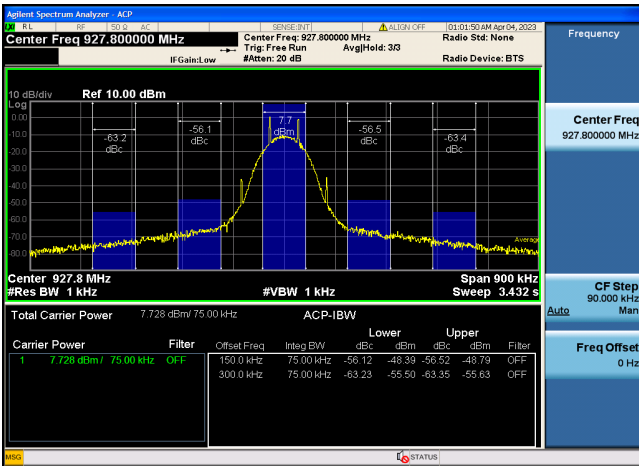 Agilent Spectrum Analyzer - ACP
RL RF 50 Ω AC SENSE:INT ALIGN OFF 01:01:50 AM Apr 04, 2023
Center Freq 927.800000 MHz
Center Freq: 927.800000 MHz Radio Std: None
Trig: Free Run Avg|Hold: 3/3
IFGain:Low #Atten: 20 dB Radio Device: BTS
Frequency
10 dB/div Ref 10.00 dBm
Log
0.00
-10.0
-20.0
-30.0
-40.0
-50.0
-60.0
-70.0
-80.0
-63.2 dBc
-56.1 dBc
7.7 dBm
-56.5 dBc
-63.4 dBc
Average
Center 927.8 MHz Span 900 kHz
#Res BW 1 kHz #VBW 1 kHz Sweep 3.432 s
Center Freq
927.800000 MHz
CF Step
90.000 kHz
Auto Man
Freq Offset
0 Hz
Total Carrier Power 7.728 dBm/ 75.00 kHz ACP-IBW
Lower Upper
Carrier Power Filter Offset Freq Integ BW dBc dBm dBc dBm Filter
1 7.728 dBm / 75.00 kHz OFF 150.0 kHz 75.00 kHz -56.12 -48.39 -56.52 -48.79 OFF
300.0 kHz 75.00 kHz -63.23 -55.50 -63.35 -55.63 OFF
MSG STATUS